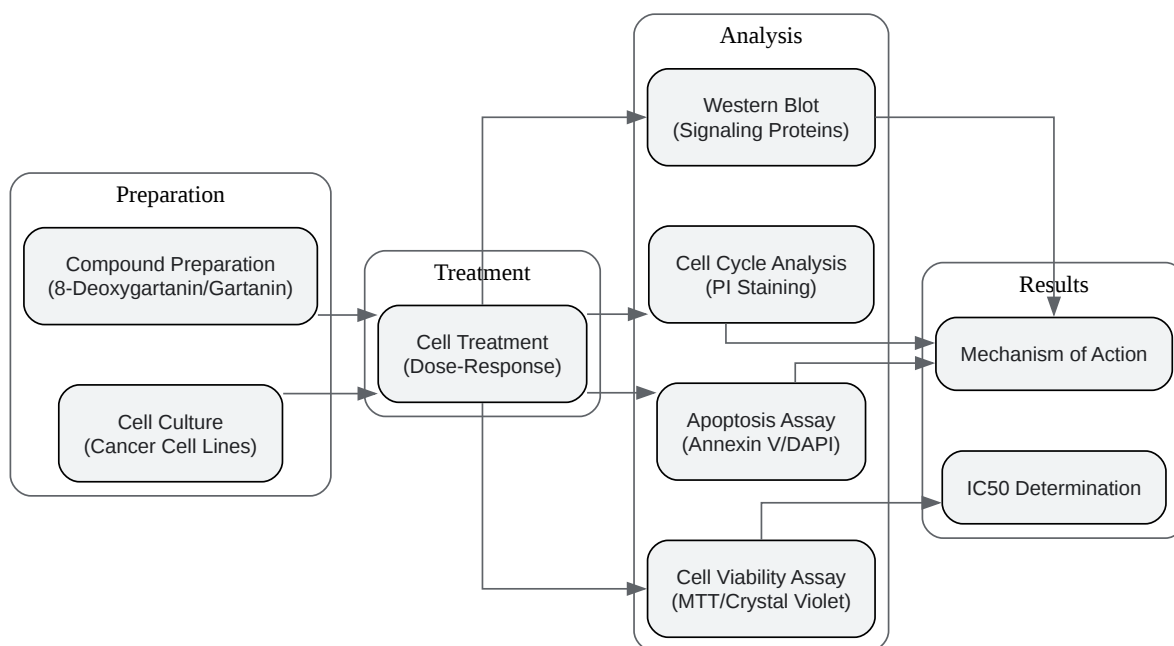 Preparation
Compound Preparation
(8-Deoxygartanin/Gartanin)
Cell Culture
(Cancer Cell Lines)
Treatment
Cell Treatment
(Dose-Response)
Analysis
Western Blot
(Signaling Proteins)
Cell Cycle Analysis
(PI Staining)
Apoptosis Assay
(Annexin V/DAPI)
Cell Viability Assay
(MTT/Crystal Violet)
Results
Mechanism of Action
IC50 Determination